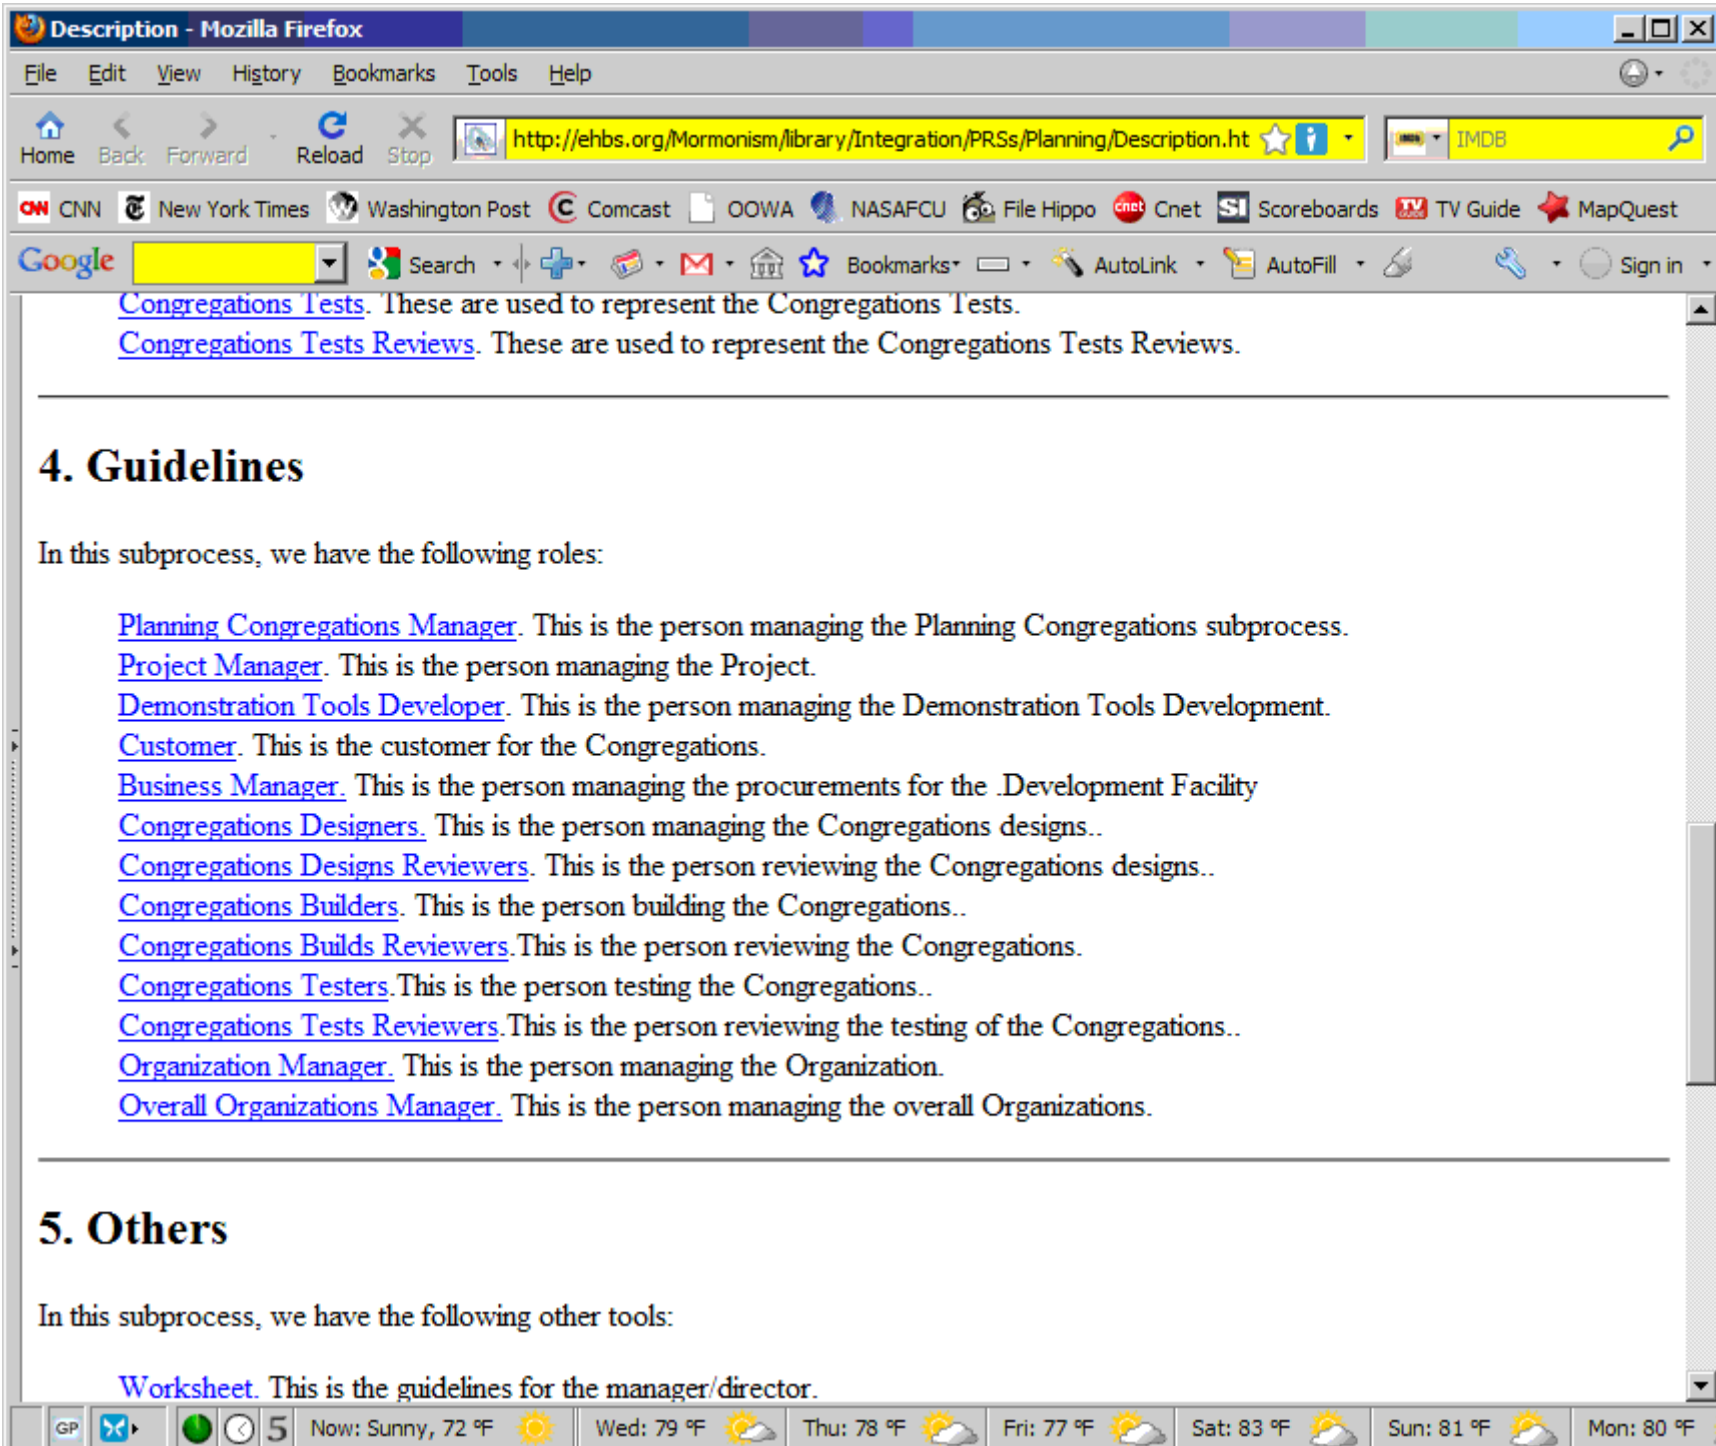 Description - Mozilla Firefox
File Edit View History Bookmarks Tools Help
Home Back Forward Reload Stop http://ehbs.org/Mormonism/library/Integration/PRSs/Planning/Description.ht IMDB
CNN CNN New York Times Washington Post Comcast OOWA NASAFCU File Hippo cnet Cnet SI Scoreboards TV GUIDE TV Guide MapQuest
Google Search Bookmarks AutoLink AutoFill Sign in
Congregations Tests. These are used to represent the Congregations Tests.
Congregations Tests Reviews. These are used to represent the Congregations Tests Reviews.
4. Guidelines
In this subprocess, we have the following roles:
Planning Congregations Manager. This is the person managing the Planning Congregations subprocess.
Project Manager. This is the person managing the Project.
Demonstration Tools Developer. This is the person managing the Demonstration Tools Development.
Customer. This is the customer for the Congregations.
Business Manager. This is the person managing the procurements for the .Development Facility
Congregations Designers. This is the person managing the Congregations designs..
Congregations Designs Reviewers. This is the person reviewing the Congregations designs..
Congregations Builders. This is the person building the Congregations..
Congregations Builds Reviewers.This is the person reviewing the Congregations.
Congregations Testers.This is the person testing the Congregations..
Congregations Tests Reviewers.This is the person reviewing the testing of the Congregations..
Organization Manager. This is the person managing the Organization.
Overall Organizations Manager. This is the person managing the overall Organizations.
5. Others
In this subprocess, we have the following other tools:
Worksheet. This is the guidelines for the manager/director.
GP 5 Now: Sunny, 72 ºF Wed: 79 ºF Thu: 78 ºF Fri: 77 ºF Sat: 83 ºF Sun: 81 ºF Mon: 80 ºF